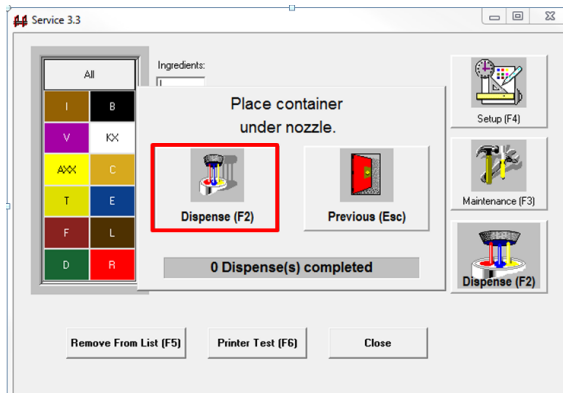 Service 3.3
All
Ingredients:
I B
V KX
AXX C
T E
F L
D R
Place container
under nozzle.
Dispense (F2)
Previous (Esc)
0 Dispense(s) completed
Setup (F4)
Maintenance (F3)
Dispense (F2)
Remove From List (F5)
Printer Test (F6)
Close